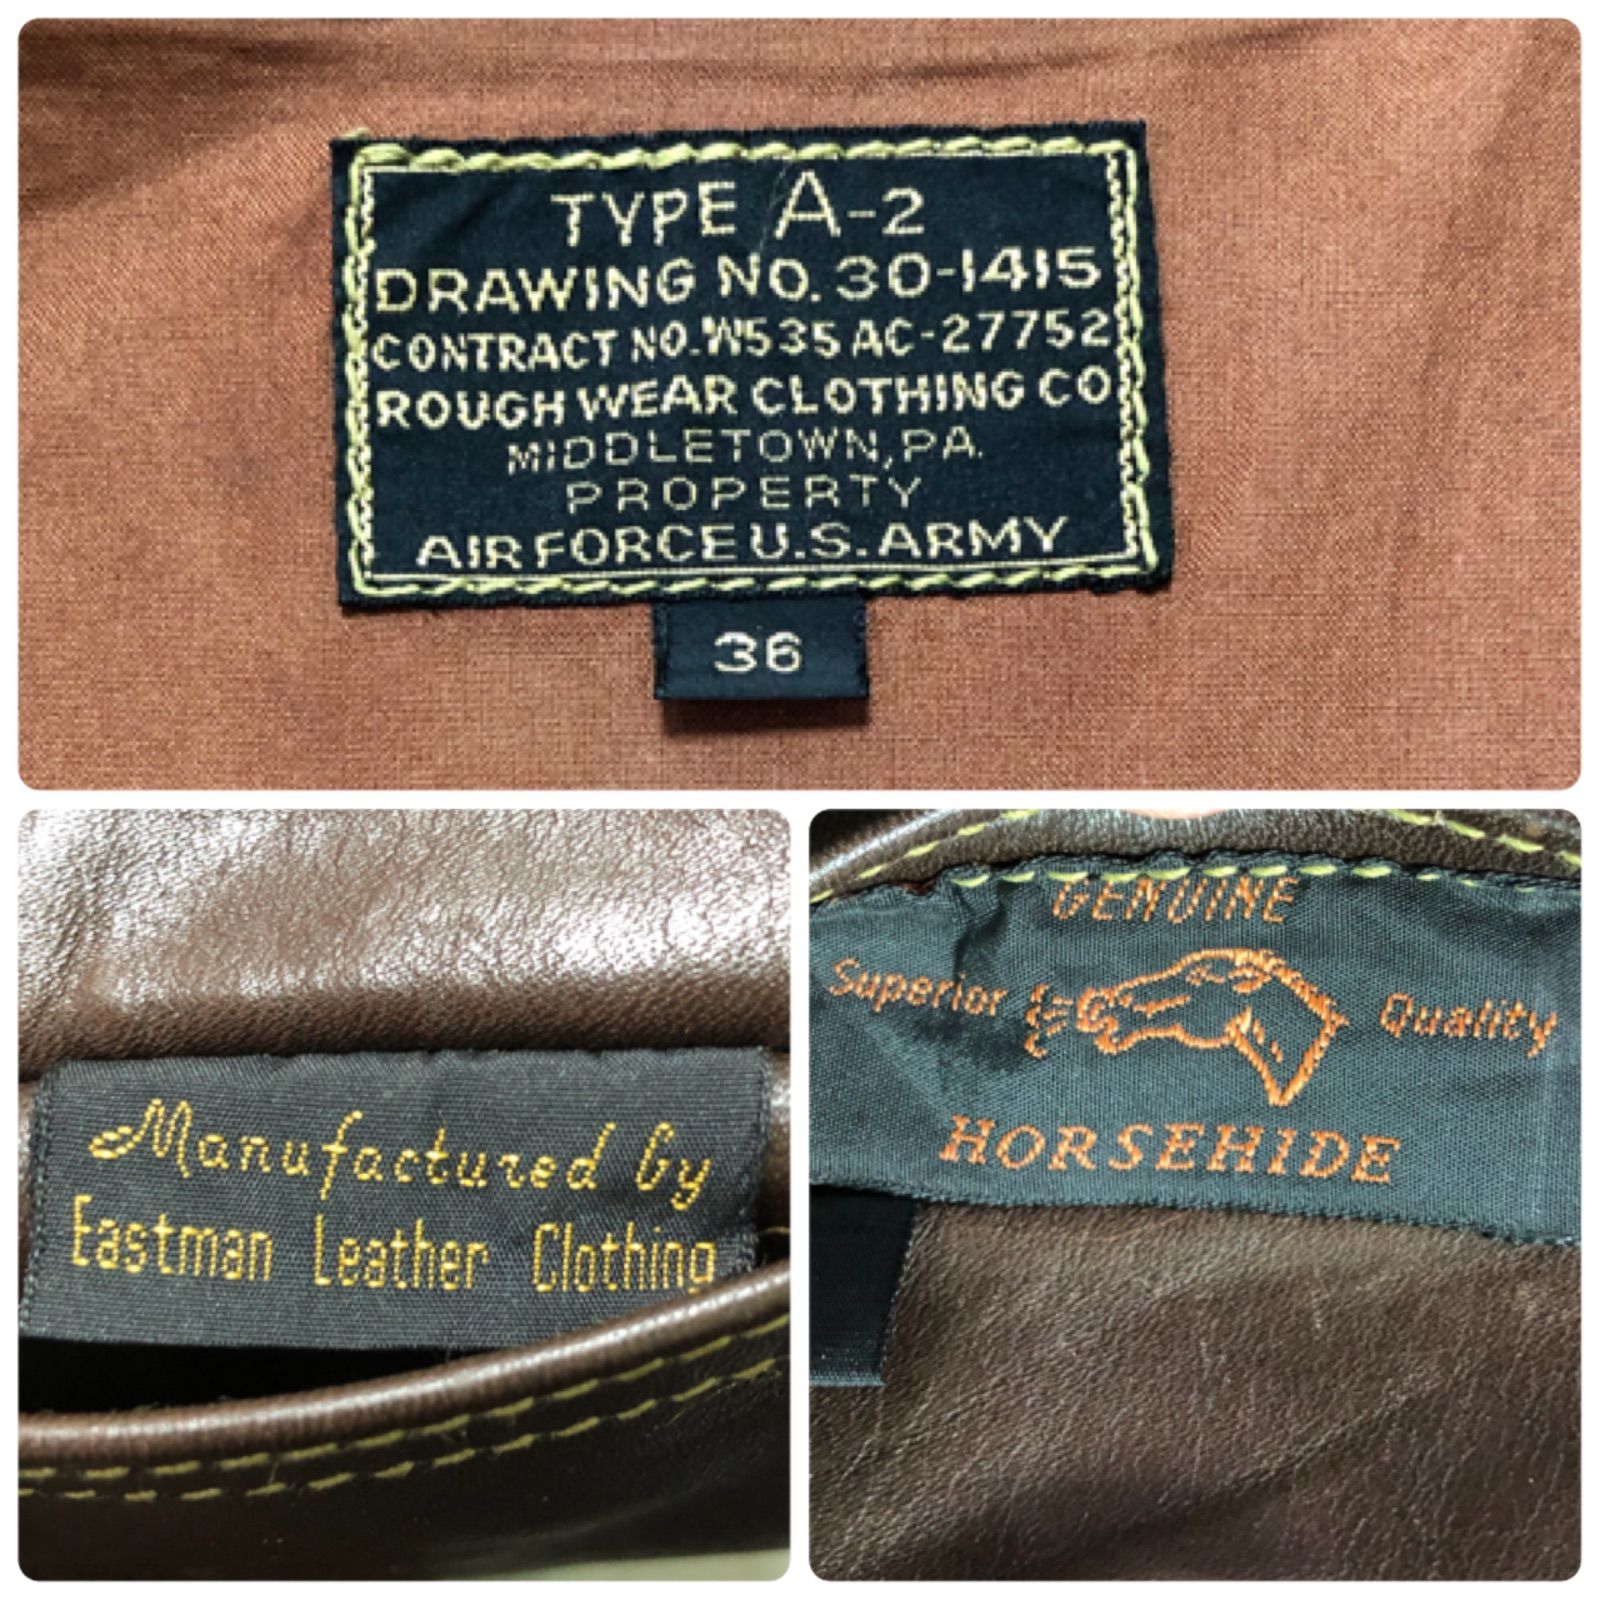 TYPE A-2
DRAWING NO. 30-1415
CONTRACT NO. W535 AC-27752
ROUGH WEAR CLOTHING CO
MIDDLETOWN, PA.
PROPERTY
AIR FORCE U.S. ARMY
36
Manufactured by
Eastman Leather Clothing
GENUINE
Superior Quality
HORSEHIDE